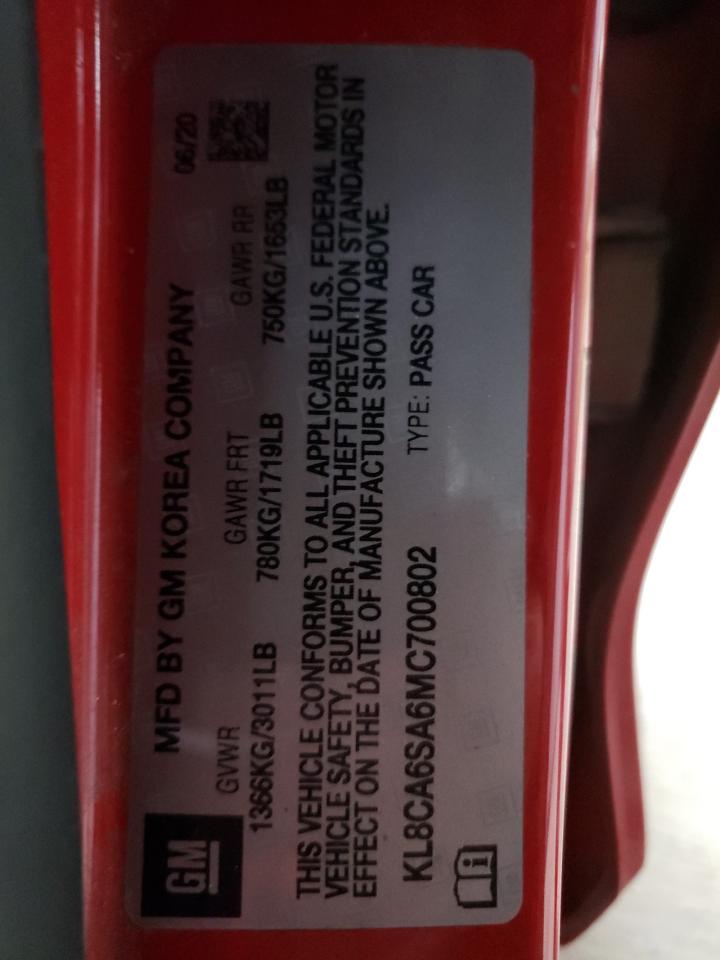 GM
MFD BY GM KOREA COMPANY
06/20
GVWR
GAWR FRT
GAWR RR
1366KG/3011LB
780KG/1719LB
750KG/1653LB
THIS VEHICLE CONFORMS TO ALL APPLICABLE U.S. FEDERAL MOTOR
VEHICLE SAFETY, BUMPER, AND THEFT PREVENTION STANDARDS IN
EFFECT ON THE DATE OF MANUFACTURE SHOWN ABOVE.
KL8CA6SA6MC700802
TYPE: PASS CAR